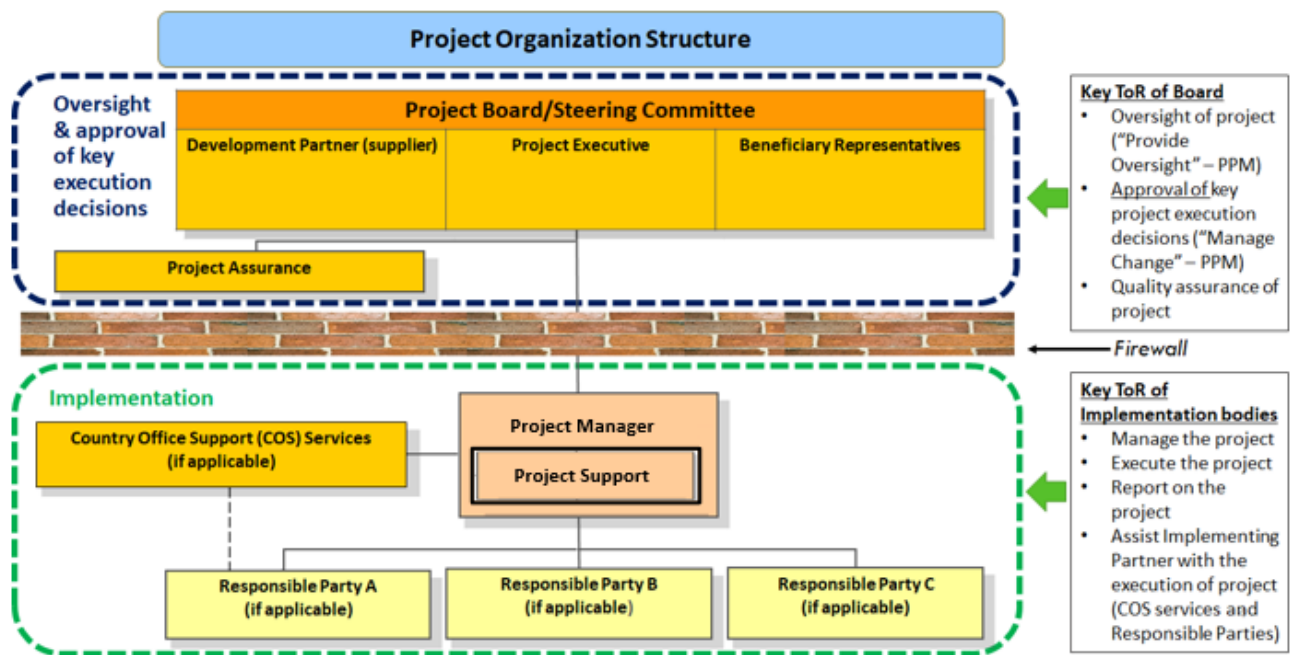 Project Organization Structure
Oversight
& approval
of key
execution
decisions
Project Board/Steering Committee
Development Partner (supplier)
Project Executive
Beneficiary Representatives
Project Assurance
Key ToR of Board
• Oversight of project
("Provide
Oversight" – PPM)
• Approval of key
project execution
decisions ("Manage
Change" – PPM)
• Quality assurance of
project
Firewall
Implementation
Country Office Support (COS) Services
(if applicable)
Project Manager
Project Support
Responsible Party A
(if applicable)
Responsible Party B
(if applicable)
Responsible Party C
(if applicable)
Key ToR of
Implementation bodies
• Manage the project
• Execute the project
• Report on the
project
• Assist Implementing
Partner with the
execution of project
(COS services and
Responsible Parties)